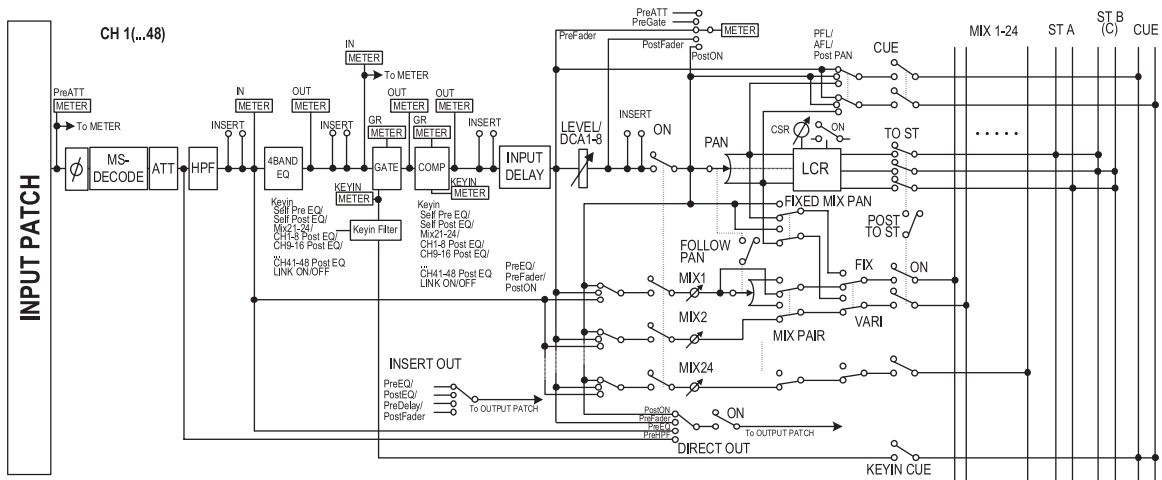 CH 1(...48)
INPUT PATCH
PreATT
METER
To METER
Ø
MS-
DECODE
ATT
HPF
INSERT
IN
METER
4BAND
EQ
OUT
METER
INSERT
IN
METER
To METER
OUT
METER
GR
METER
GATE
KEYIN
METER
Keyin Filter
OUT
METER
GR
METER
COMP
KEYIN
METER
INSERT
INPUT
DELAY
Keyin
Self Pre EQ/
Self Post EQ/
Mix21-24/
CH1-8 Post EQ/
CH9-16 Post EQ/
...
CH41-48 Post EQ
LINK ON/OFF
Keyin
Self Pre EQ/
Self Post EQ/
Mix21-24/
CH1-8 Post EQ/
CH9-16 Post EQ/
...
CH41-48 Post EQ
LINK ON/OFF
PreATT
PreGate
PreFader
METER
PostFader
PostON
LEVEL/
DCA1-8
INSERT
ON
PAN
PFL/
AFL/
Post PAN
CUE
CSR
ON
LCR
TO ST
FIXED MIX PAN
POST
TO ST
FOLLOW
PAN
PreEQ/
PreFader/
PostON
MIX1
MIX2
MIX24
MIX PAIR
FIX
VARI
ON
INSERT OUT
PreEQ/
PostEQ/
PreDelay/
PostFader
To OUTPUT PATCH
PostON
PreFader
PreEQ
PreHPF
DIRECT OUT
ON
To OUTPUT PATCH
KEYIN CUE
MIX 1-24
ST A
ST B
(C)
CUE
.....